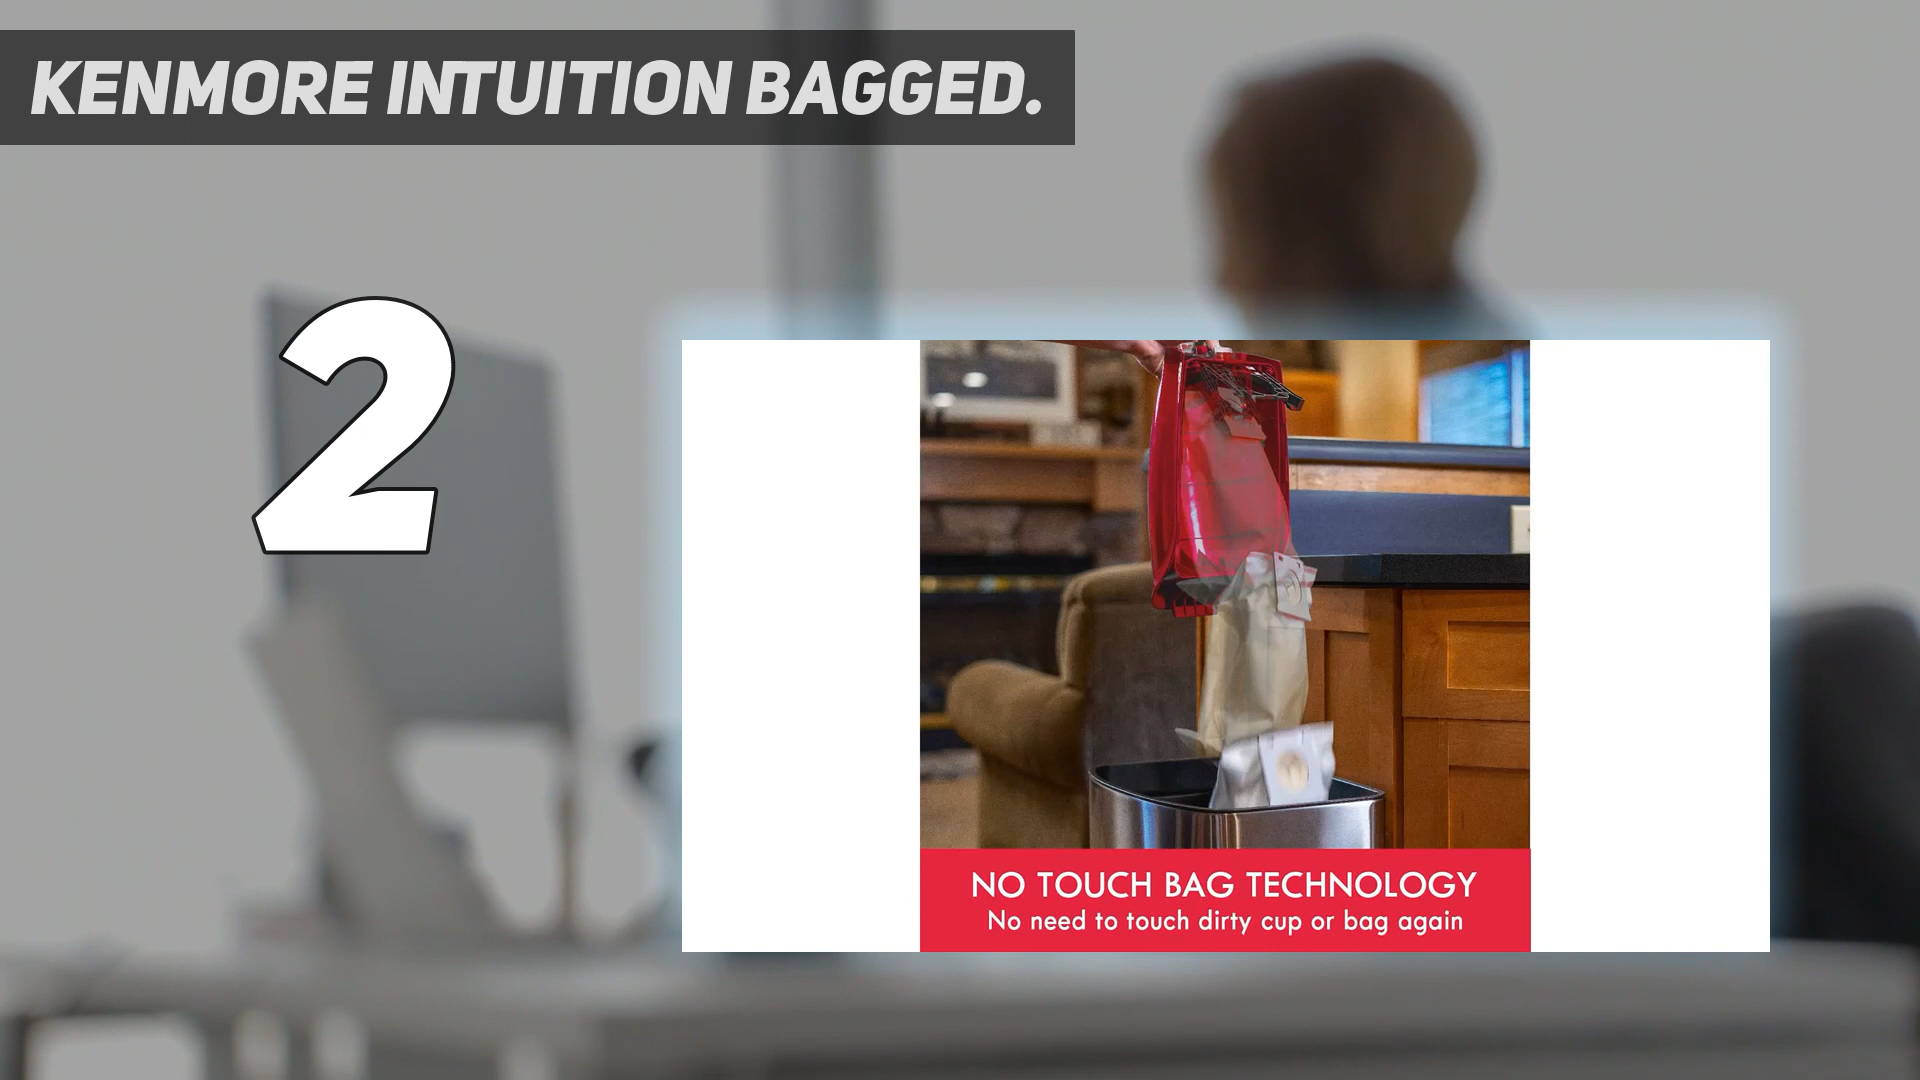 KENMORE INTUITION BAGGED.
2
NO TOUCH BAG TECHNOLOGY
No need to touch dirty cup or bag again